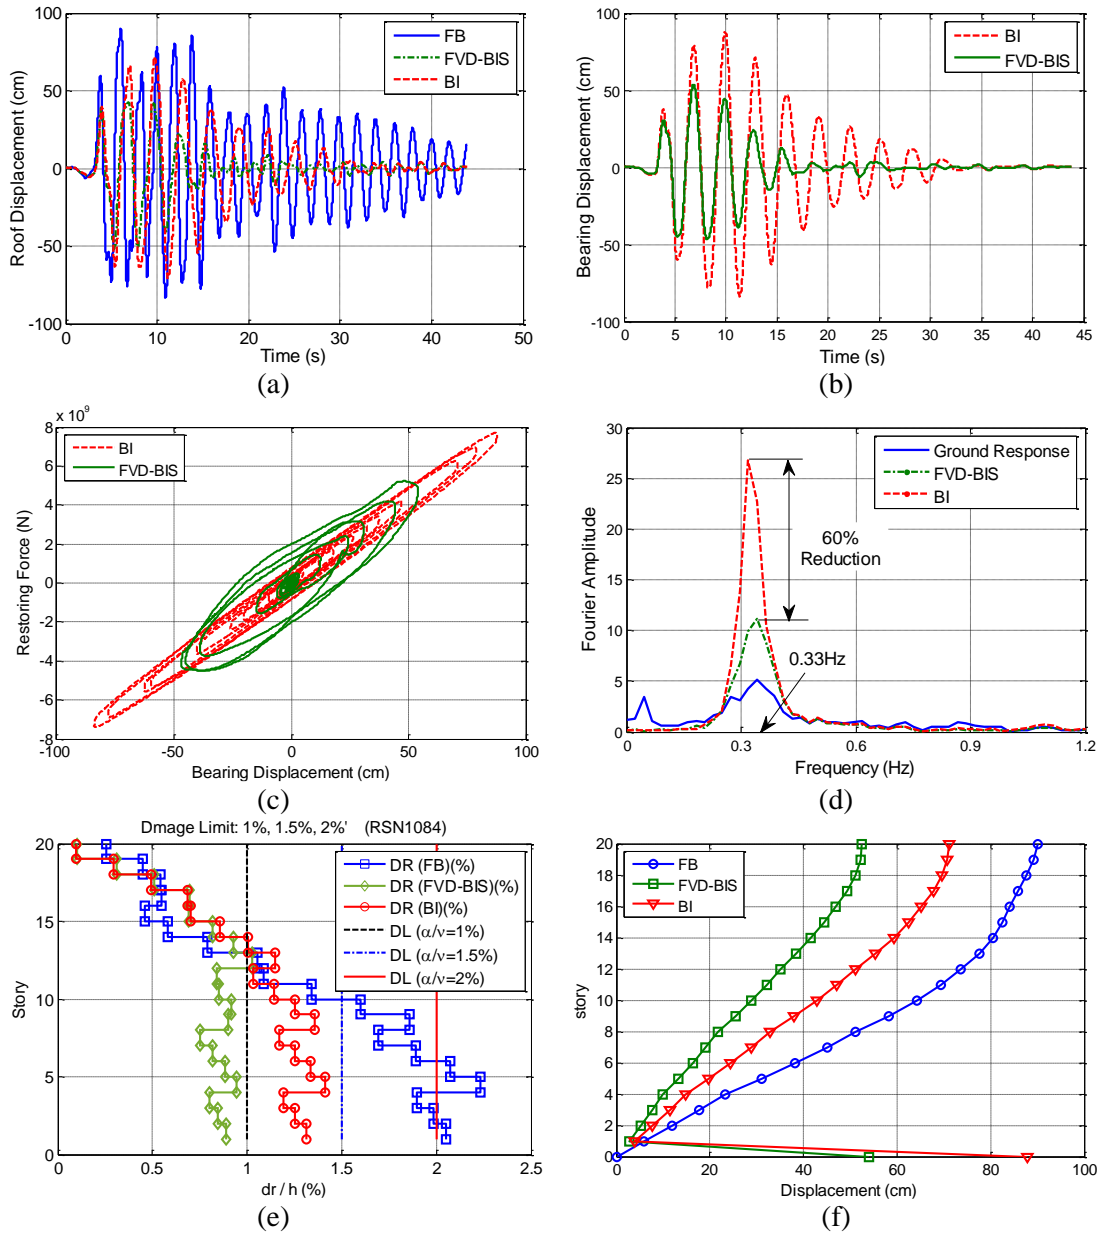 100
50
0
-50
-100
Roof Displacement (cm)
FB
FVD-BIS
BI
0 10 20 30 40 50
Time (s)
(a)
100
50
0
-50
-100
Bearing Displacement (cm)
BI
FVD-BIS
0 5 10 15 20 25 30 35 40 45
Time (s)
(b)
x 10^9
8
6
4
2
0
-2
-4
-6
-8
Restoring Force (N)
BI
FVD-BIS
-100 -50 0 50 100
Bearing Displacement (cm)
(c)
30
25
20
15
10
5
0
Fourier Amplitude
Ground Response
FVD-BIS
BI
60%
Reduction
0.33Hz
0 0.3 0.6 0.9 1.2
Frequency (Hz)
(d)
Dmage Limit: 1%, 1.5%, 2%' (RSN1084)
20
15
10
5
0
Story
DR (FB)(%)
DR (FVD-BIS)(%)
DR (BI)(%)
DL (α/ν=1%)
DL (α/ν=1.5%)
DL (α/ν=2%)
0 0.5 1 1.5 2 2.5
dr / h (%)
(e)
20
18
16
14
12
10
8
6
4
2
0
story
FB
FVD-BIS
BI
0 20 40 60 80 100
Displacement (cm)
(f)